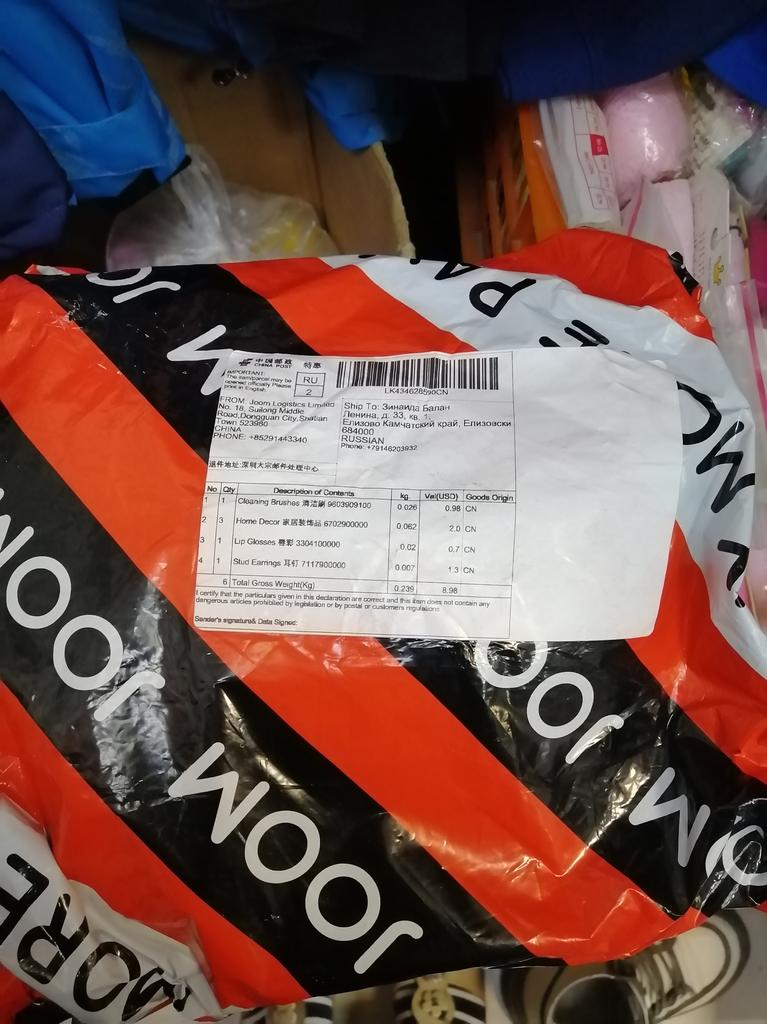 JOOM
PAY
JOOM
中国邮政
CHINA POST
特惠
IMPORTANT:
The item/parcel may be
opened officially Please
print in English
RU
2
LK434628590CN
FROM: Joom Logistics Limited
No. 18, Suilong Middle
Road,Dongguan City,Shatian
Town 523980
CHINA
PHONE: +85291443340
Ship To: Зинаида Балан
Ленина, д. 33, кв. 1,
Елизово Камчатский край, Елизовски
684000
RUSSIAN
Phone: +79146203932
退件地址:深圳大宗邮件处理中心
No Qty Description of Contents kg Val(USD) Goods Origin
1 1 Cleaning Brushes 清洁刷 9603909100 0.026 0.98 CN
2 3 Home Decor 家居装饰品 6702900000 0.062 2.0 CN
3 1 Lip Glosses 唇彩 3304100000 0.02 0.7 CN
4 1 Stud Earrings 耳钉 7117900000 0.007 1.3 CN
6 Total Gross Weight(Kg) 0.239 8.98
I certify that the particulars given in this declaration are correct and this item does not contain any
dangerous articles prohibited by legislation or by postal or customers regulations
Sender's signature& Data Signed:
JOOM
JOOM
JOOM
MORE